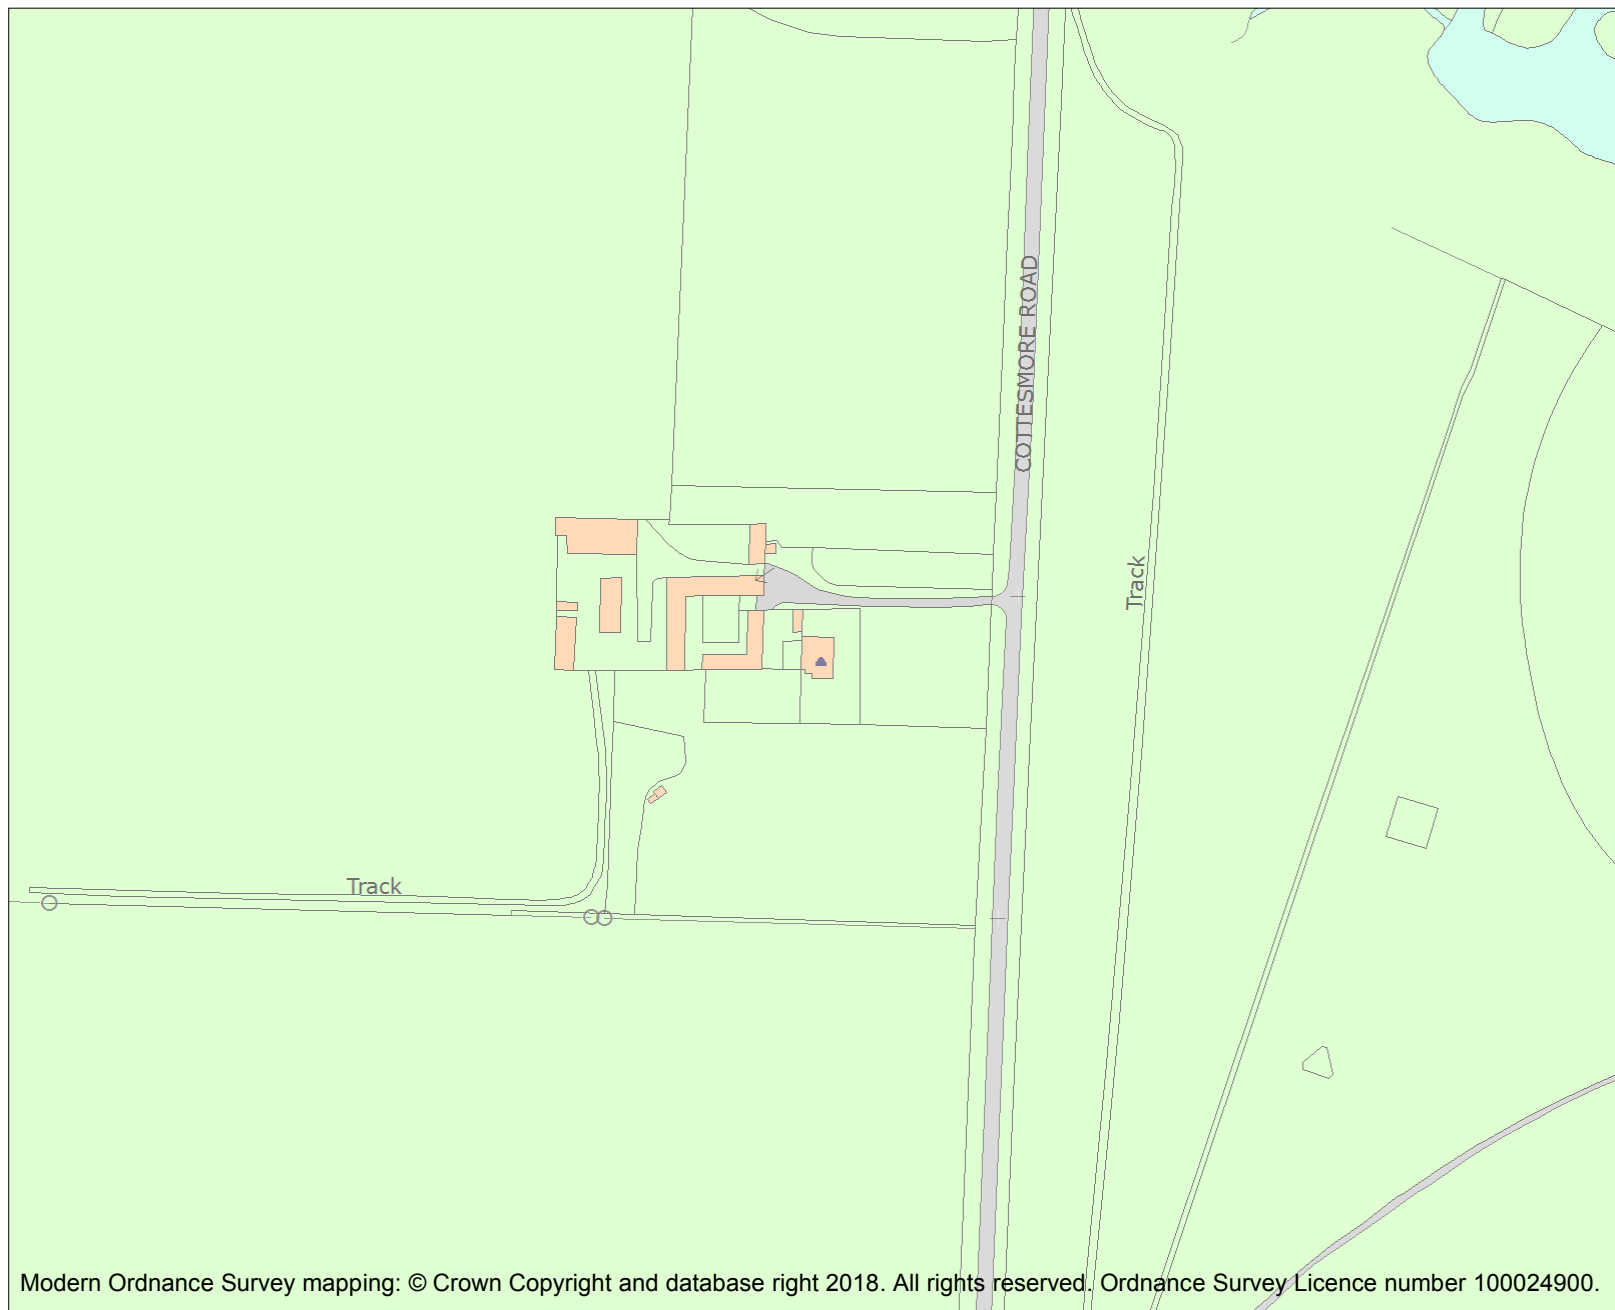 COTTESMORE ROAD
Track
Track
Modern Ordnance Survey mapping: © Crown Copyright and database right 2018. All rights reserved. Ordnance Survey Licence number 100024900.